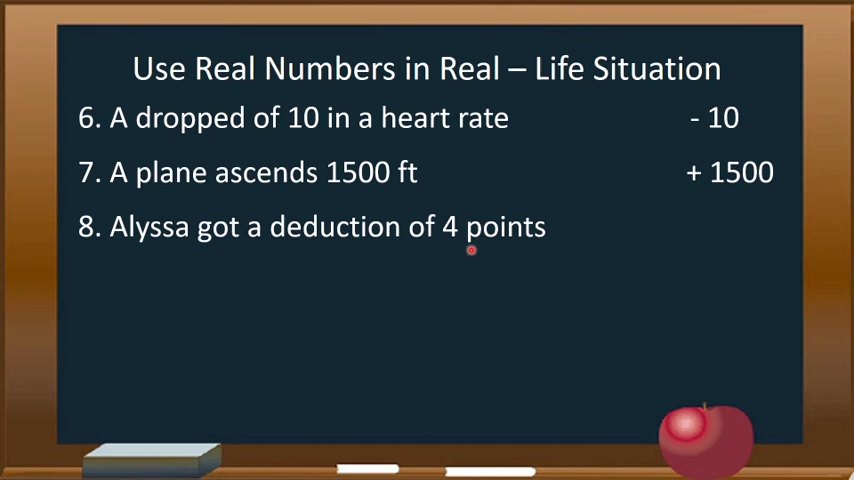 Use Real Numbers in Real – Life Situation
6. A dropped of 10 in a heart rate - 10
7. A plane ascends 1500 ft + 1500
8. Alyssa got a deduction of 4 points